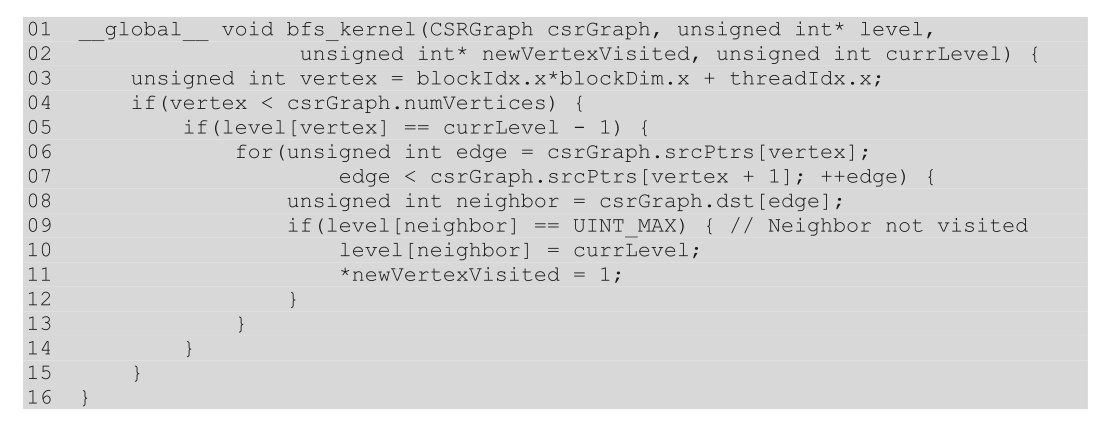 01 __global__ void bfs_kernel(CSRGraph csrGraph, unsigned int* level,
02 unsigned int* newVertexVisited, unsigned int currLevel) {
03 unsigned int vertex = blockIdx.x*blockDim.x + threadIdx.x;
04 if(vertex < csrGraph.numVertices) {
05 if(level[vertex] == currLevel - 1) {
06 for(unsigned int edge = csrGraph.srcPtrs[vertex];
07 edge < csrGraph.srcPtrs[vertex + 1]; ++edge) {
08 unsigned int neighbor = csrGraph.dst[edge];
09 if(level[neighbor] == UINT_MAX) { // Neighbor not visited
10 level[neighbor] = currLevel;
11 *newVertexVisited = 1;
12 }
13 }
14 }
15 }
16 }